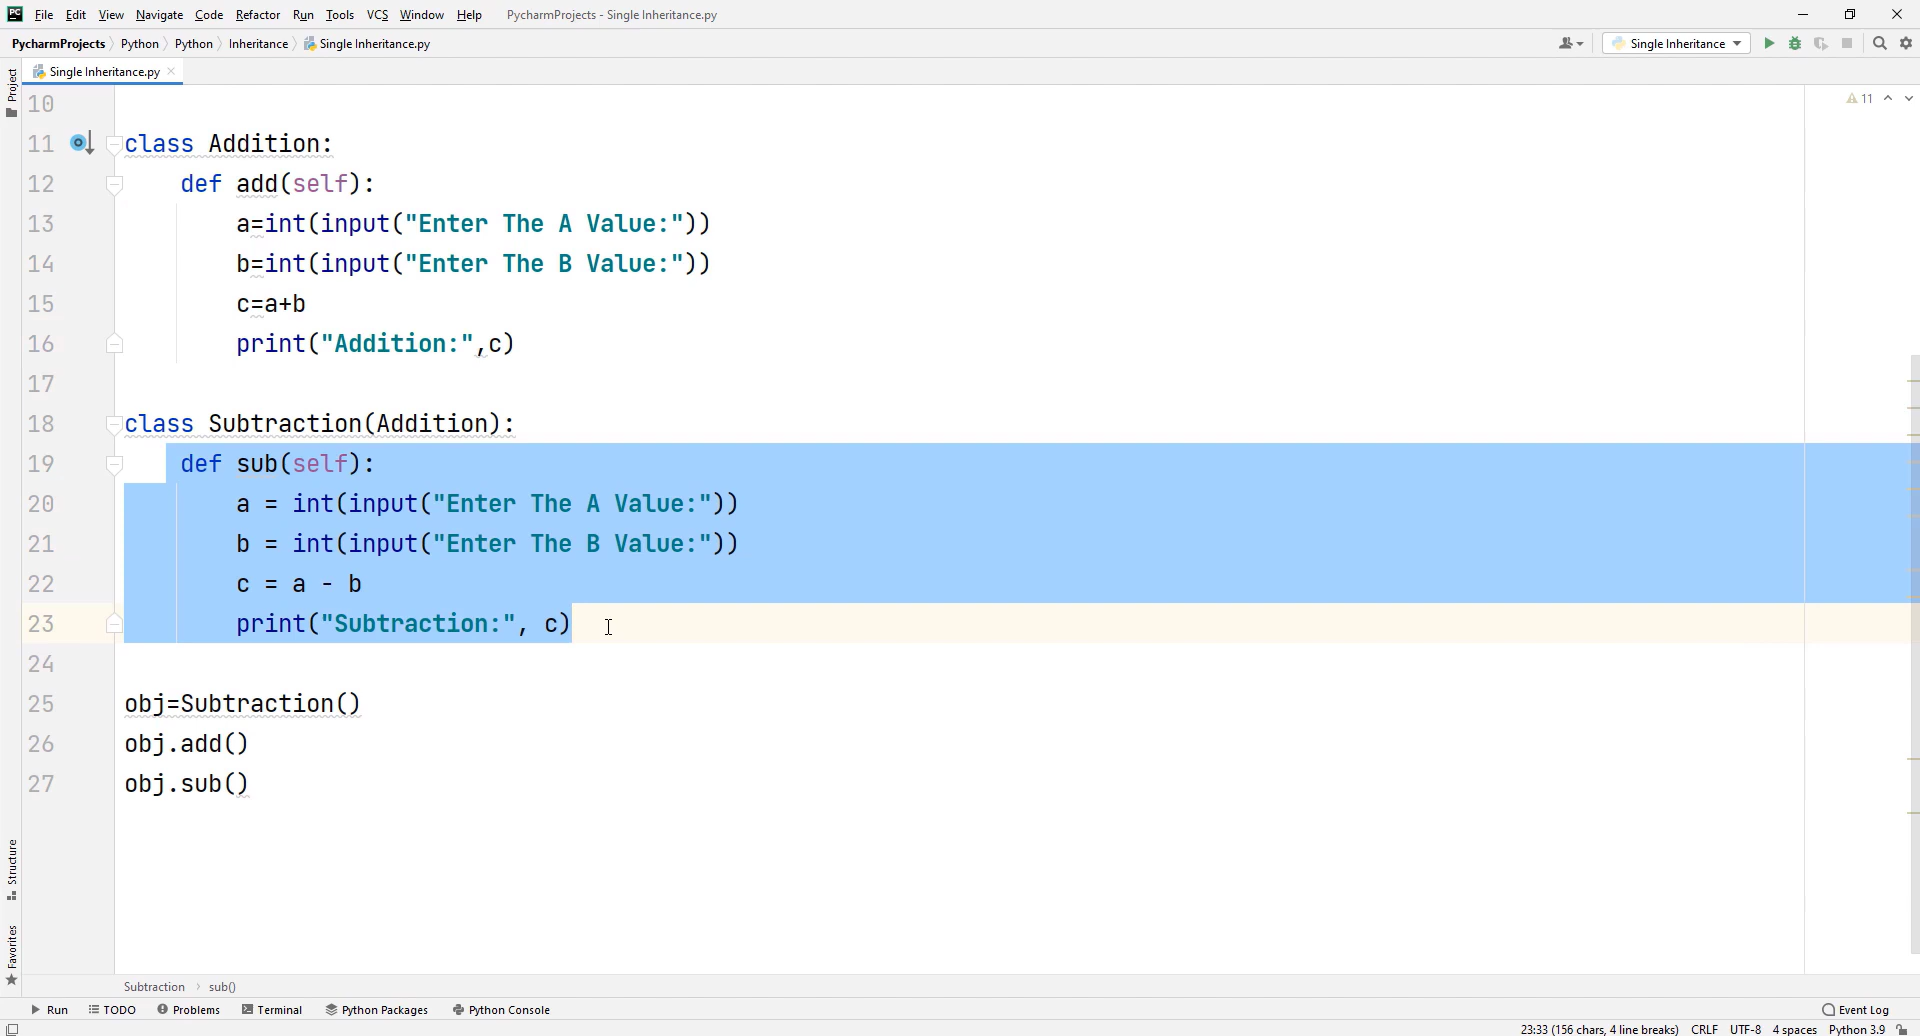 PC File Edit View Navigate Code Refactor Run Tools VCS Window Help PycharmProjects - Single Inheritance.py
PycharmProjects Python Python Inheritance Single Inheritance.py Single Inheritance
Project
Single Inheritance.py
10
11 class Addition: 11
12 def add(self):
13 a=int(input("Enter The A Value:"))
14 b=int(input("Enter The B Value:"))
15 c=a+b
16 print("Addition:",c)
17
18 class Subtraction(Addition):
19 def sub(self):
20 a = int(input("Enter The A Value:"))
21 b = int(input("Enter The B Value:"))
22 c = a - b
23 print("Subtraction:", c)
24
25 obj=Subtraction()
26 obj.add()
27 obj.sub()
Structure
Favorites
Subtraction sub()
Run TODO Problems Terminal Python Packages Python Console Event Log
23:33 (156 chars, 4 line breaks) CRLF UTF-8 4 spaces Python 3.9